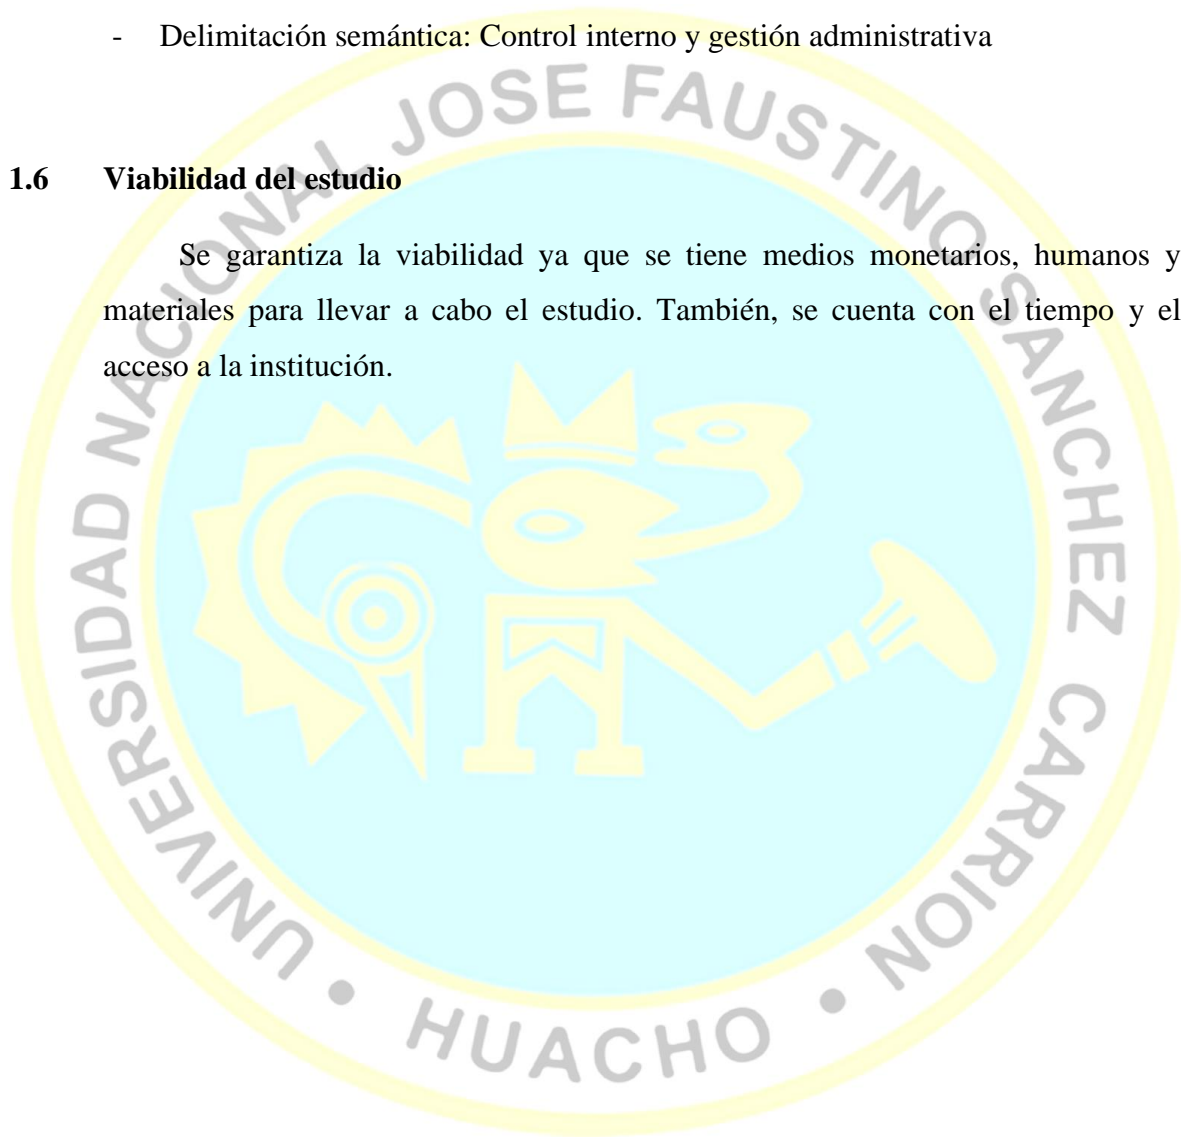 - Delimitación semántica: Control interno y gestión administrativa
1.6 Viabilidad del estudio
Se garantiza la viabilidad ya que se tiene medios monetarios, humanos y
materiales para llevar a cabo el estudio. También, se cuenta con el tiempo y el
acceso a la institución.
UNIVERSIDAD NACIONAL JOSE FAUSTINO SANCHEZ CARRION • HUACHO •